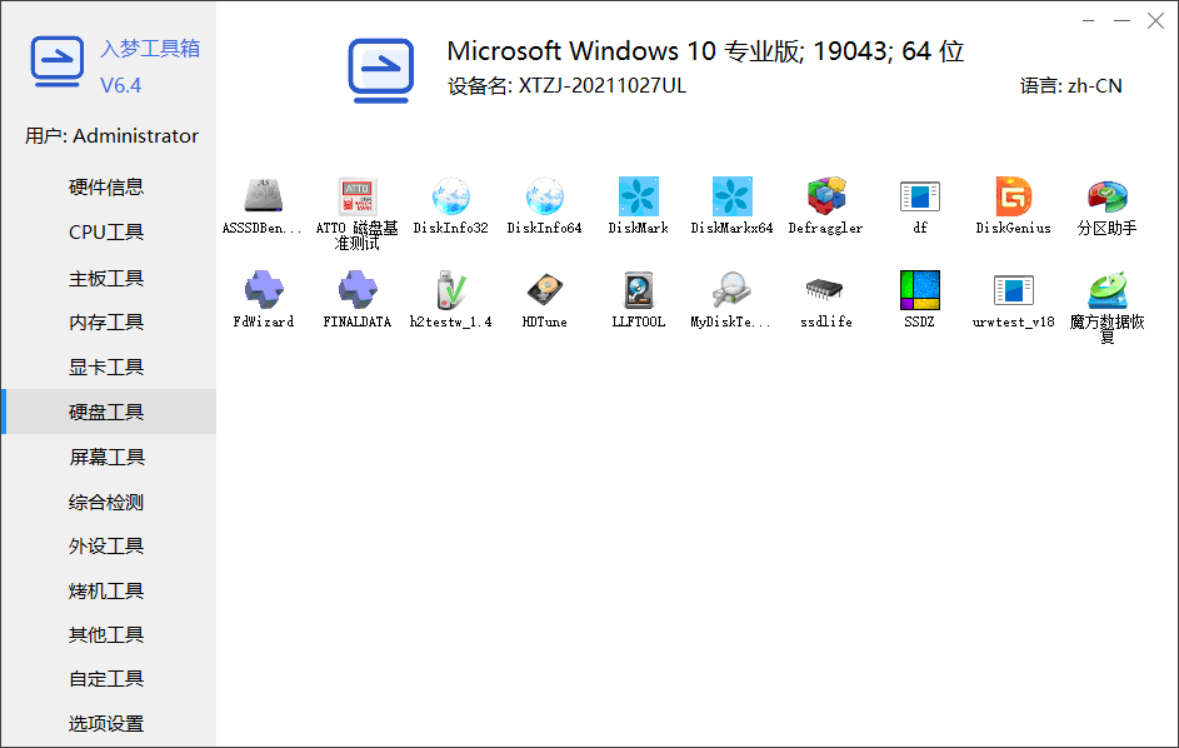 入梦工具箱
V6.4
用户: Administrator
硬件信息
CPU工具
主板工具
内存工具
显卡工具
硬盘工具
屏幕工具
综合检测
外设工具
烤机工具
其他工具
自定工具
选项设置
Microsoft Windows 10 专业版; 19043; 64 位
设备名: XTZJ-20211027UL
语言: zh-CN
ASSSDBen...
ATTO 磁盘基
准测试
DiskInfo32
DiskInfo64
DiskMark
DiskMarkx64
Defraggler
df
DiskGenius
分区助手
FdWizard
FINALDATA
h2testw_1.4
HDTune
LLFTOOL
MyDiskTe...
ssdlife
SSDZ
urwtest_v18
魔方数据恢
复